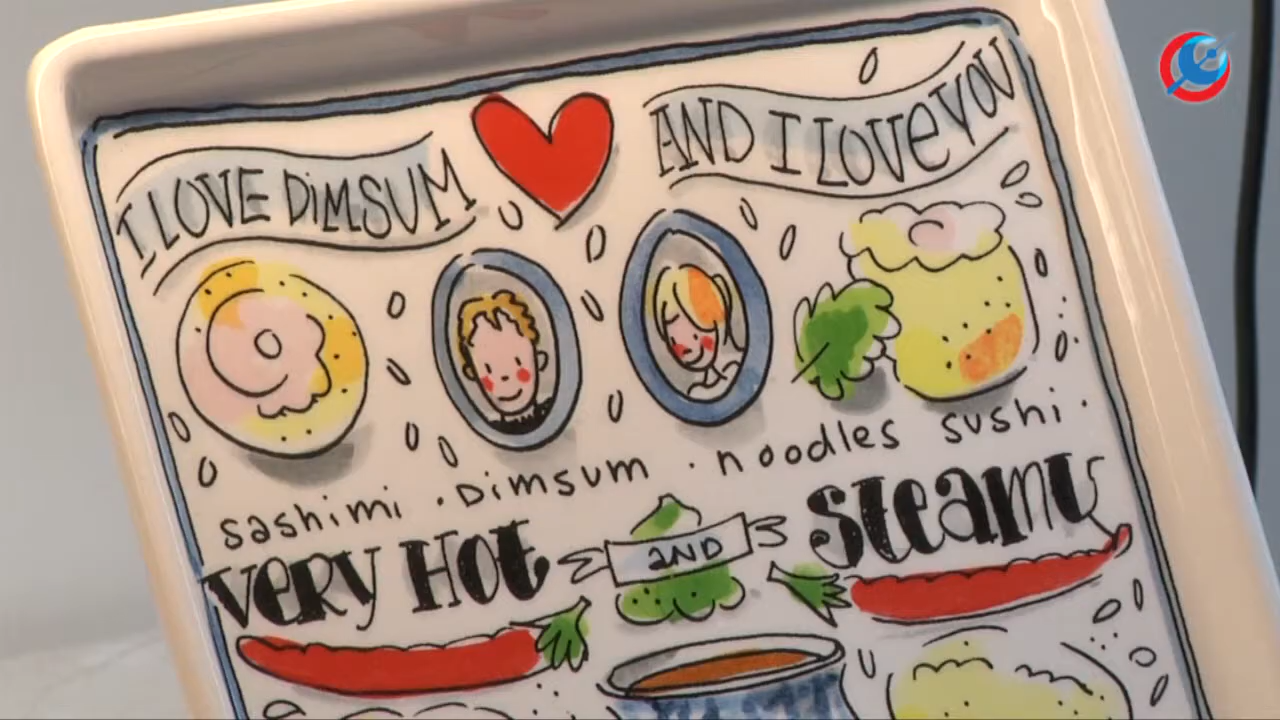 I LOVE DiMSUM
AND I LOVe YOU
sashimi . Dimsum . noodles sushi .
veRy Hot aND steamy